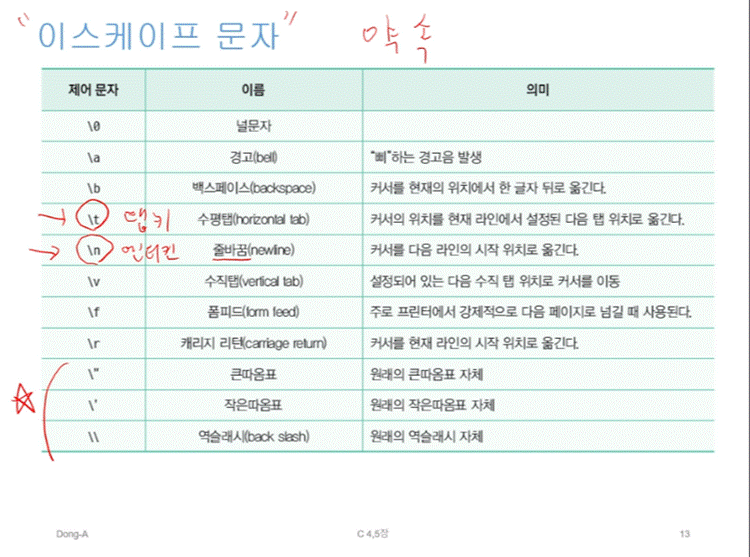 "이스케이프 문자" 약속
제어 문자 이름 의미
\0 널문자
\a 경고(bell) "삐"하는 경고음 발생
\b 백스페이스(backspace) 커서를 현재의 위치에서 한 글자 뒤로 옮긴다.
→ \t 탭키 수평탭(horizontal tab) 커서의 위치를 현재 라인에서 설정된 다음 탭 위치로 옮긴다.
→ \n 엔터킨 줄바꿈(newline) 커서를 다음 라인의 시작 위치로 옮긴다.
\v 수직탭(vertical tab) 설정되어 있는 다음 수직 탭 위치로 커서를 이동
\f 폼피드(form feed) 주로 프린터에서 강제적으로 다음 페이지로 넘길 때 사용된다.
\r 캐리지 리턴(carriage return) 커서를 현재 라인의 시작 위치로 옮긴다.
\" 큰따옴표 원래의 큰따옴표 자체
\' 작은따옴표 원래의 작은따옴표 자체
\\ 역슬래시(back slash) 원래의 역슬래시 자체
Dong-A C 4,5장 13